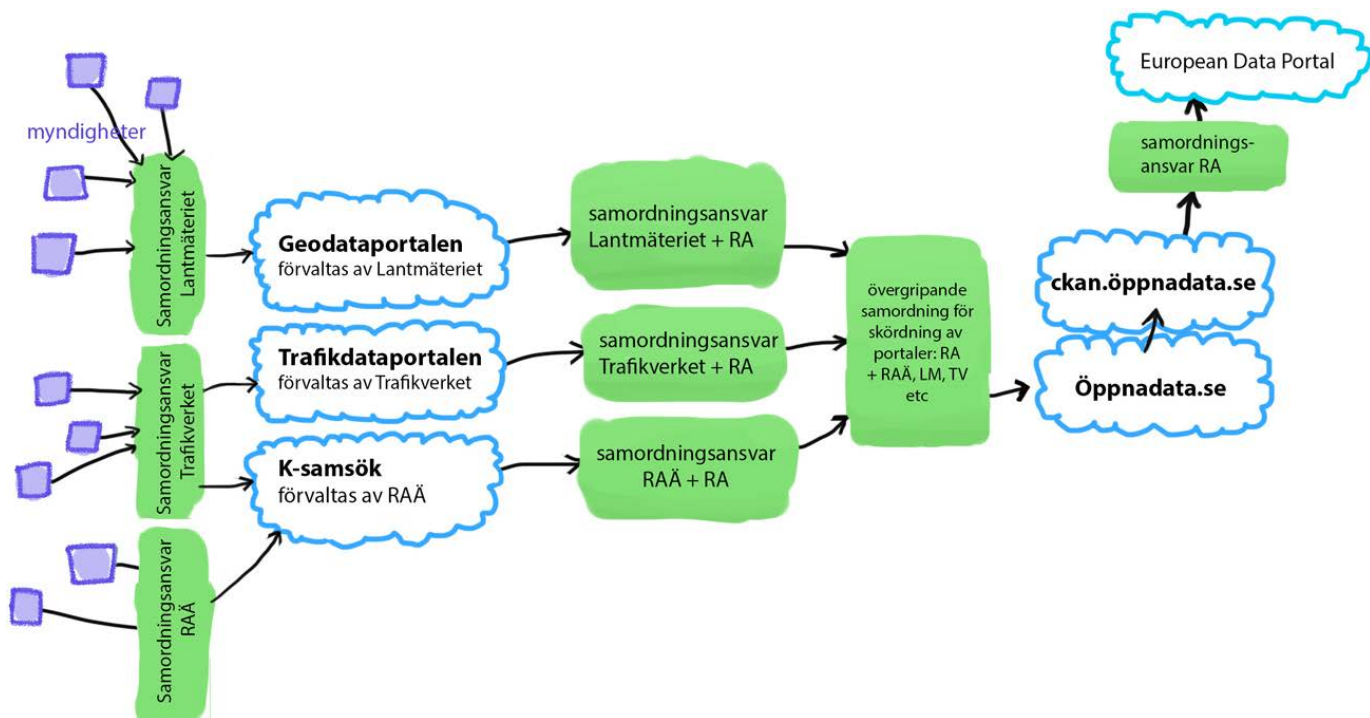 myndigheter
Samordningsansvar
Lantmäteriet
Samordningsansvar
Trafikverket
Samordningsansvar
RAÄ
Geodataportalen
förvaltas av Lantmäteriet
Trafikdataportalen
förvaltas av Trafikverket
K-samsök
förvaltas av RAÄ
samordningsansvar
Lantmäteriet + RA
samordningsansvar
Trafikverket + RA
samordningsansvar
RAÄ + RA
övergripande
samordning för
skördning av
portaler: RA
+ RAÄ, LM, TV
etc
Öppnadata.se
ckan.öppnadata.se
samordnings-
ansvar RA
European Data Portal